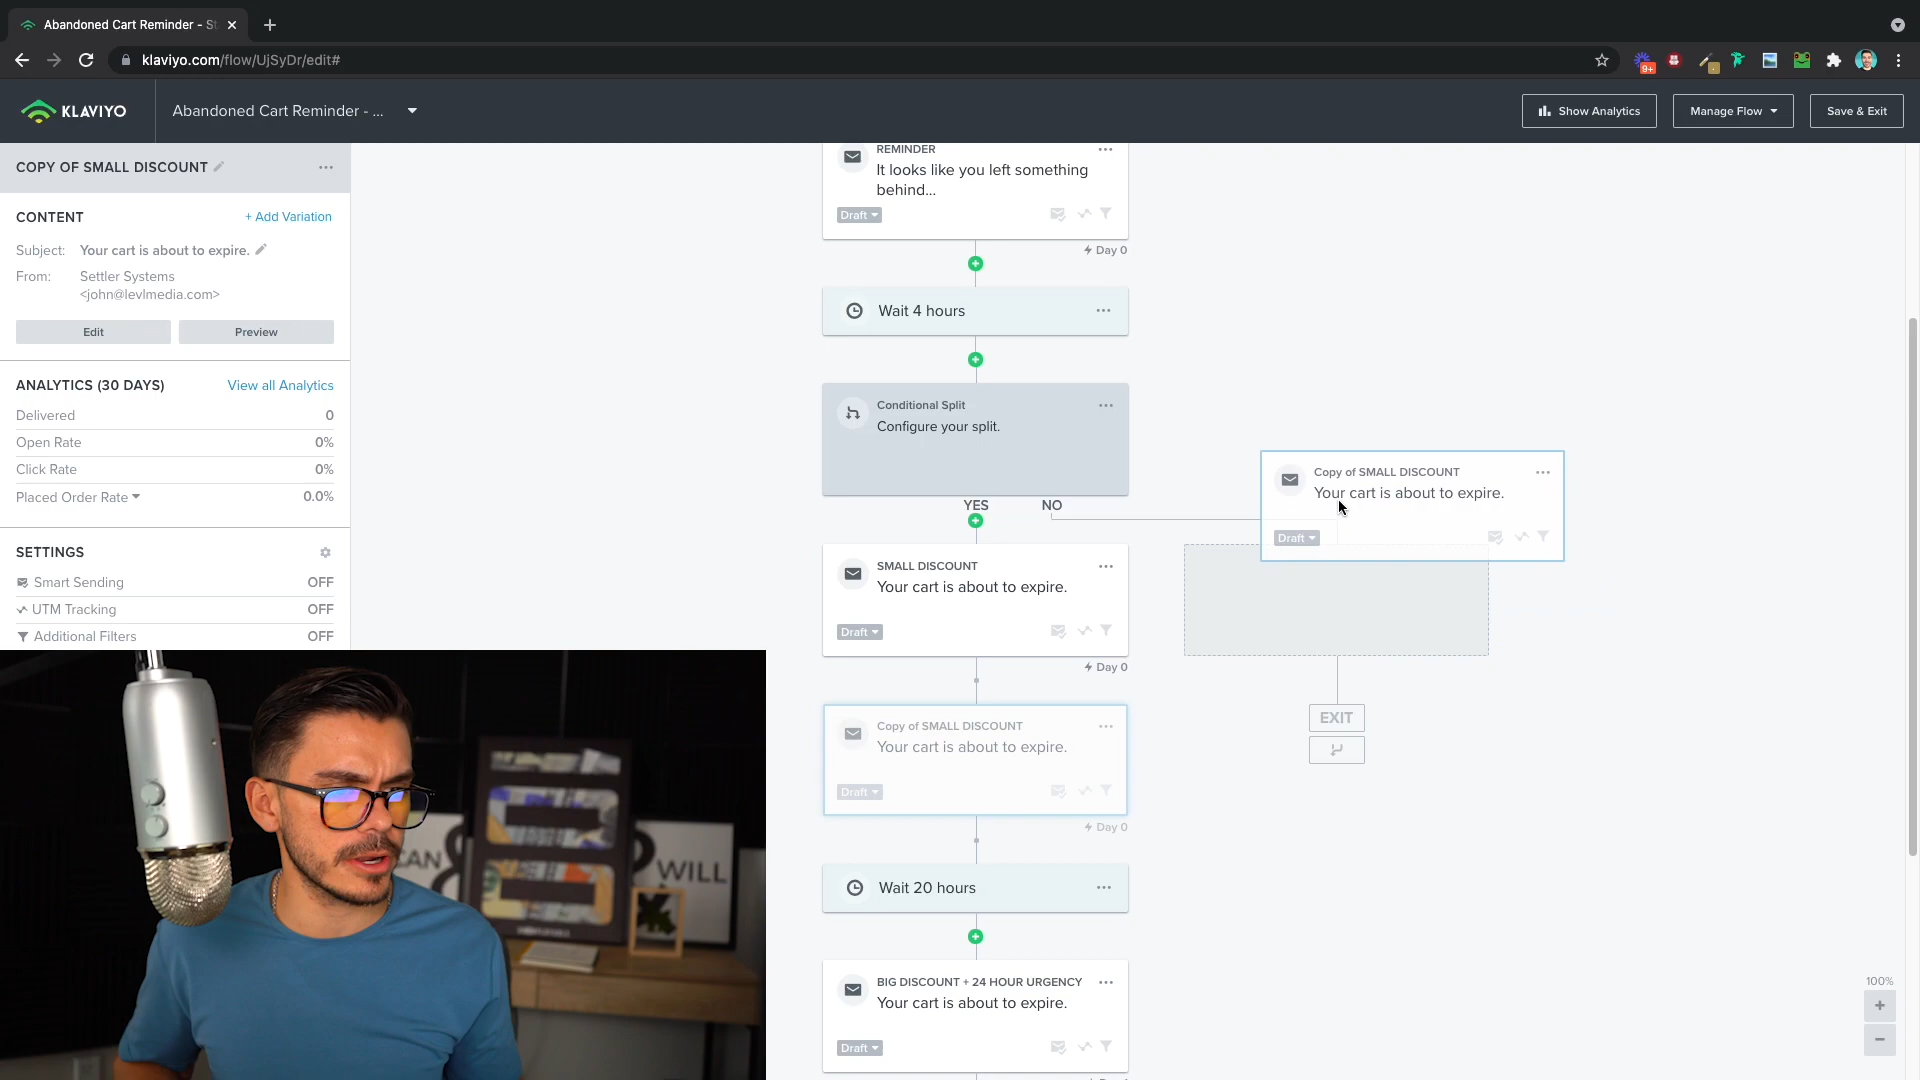 Abandoned Cart Reminder - St
klaviyo.com/flow/UjSyDr/edit#
9+
KLAVIYO
Abandoned Cart Reminder - ...
Show Analytics
Manage Flow
Save & Exit
COPY OF SMALL DISCOUNT
CONTENT
+ Add Variation
Subject: Your cart is about to expire.
From: Settler Systems
<john@levlmedia.com>
Edit
Preview
ANALYTICS (30 DAYS)
View all Analytics
Delivered 0
Open Rate 0%
Click Rate 0%
Placed Order Rate 0.0%
SETTINGS
Smart Sending OFF
UTM Tracking OFF
Additional Filters OFF
REMINDER
It looks like you left something
behind...
Draft
Day 0
Wait 4 hours
Conditional Split
Configure your split.
YES
NO
Copy of SMALL DISCOUNT
Your cart is about to expire.
Draft
SMALL DISCOUNT
Your cart is about to expire.
Draft
Day 0
EXIT
Copy of SMALL DISCOUNT
Your cart is about to expire.
Draft
Day 0
Wait 20 hours
BIG DISCOUNT + 24 HOUR URGENCY
Your cart is about to expire.
Draft
100%
CAN
WILL